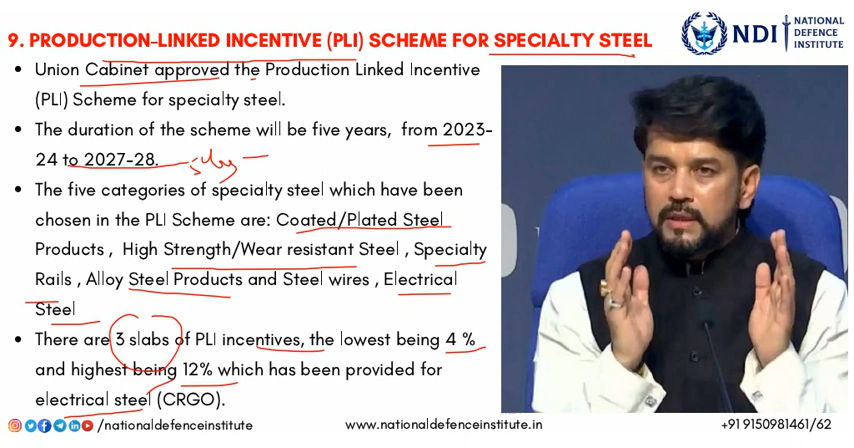 9. PRODUCTION-LINKED INCENTIVE (PLI) SCHEME FOR SPECIALTY STEEL
NDI
NATIONAL
DEFENCE
INSTITUTE
• Union Cabinet approved the Production Linked Incentive
(PLI) Scheme for specialty steel.
• The duration of the scheme will be five years, from 2023-
24 to 2027-28.
• The five categories of specialty steel which have been
chosen in the PLI Scheme are: Coated/Plated Steel
Products , High Strength/Wear resistant Steel , Specialty
Rails , Alloy Steel Products and Steel wires , Electrical
Steel
• There are 3 slabs of PLI incentives, the lowest being 4 %
and highest being 12% which has been provided for
electrical steel (CRGO).
/nationaldefenceinstitute
www.nationaldefenceinstitute.in
+91 9150981461/62